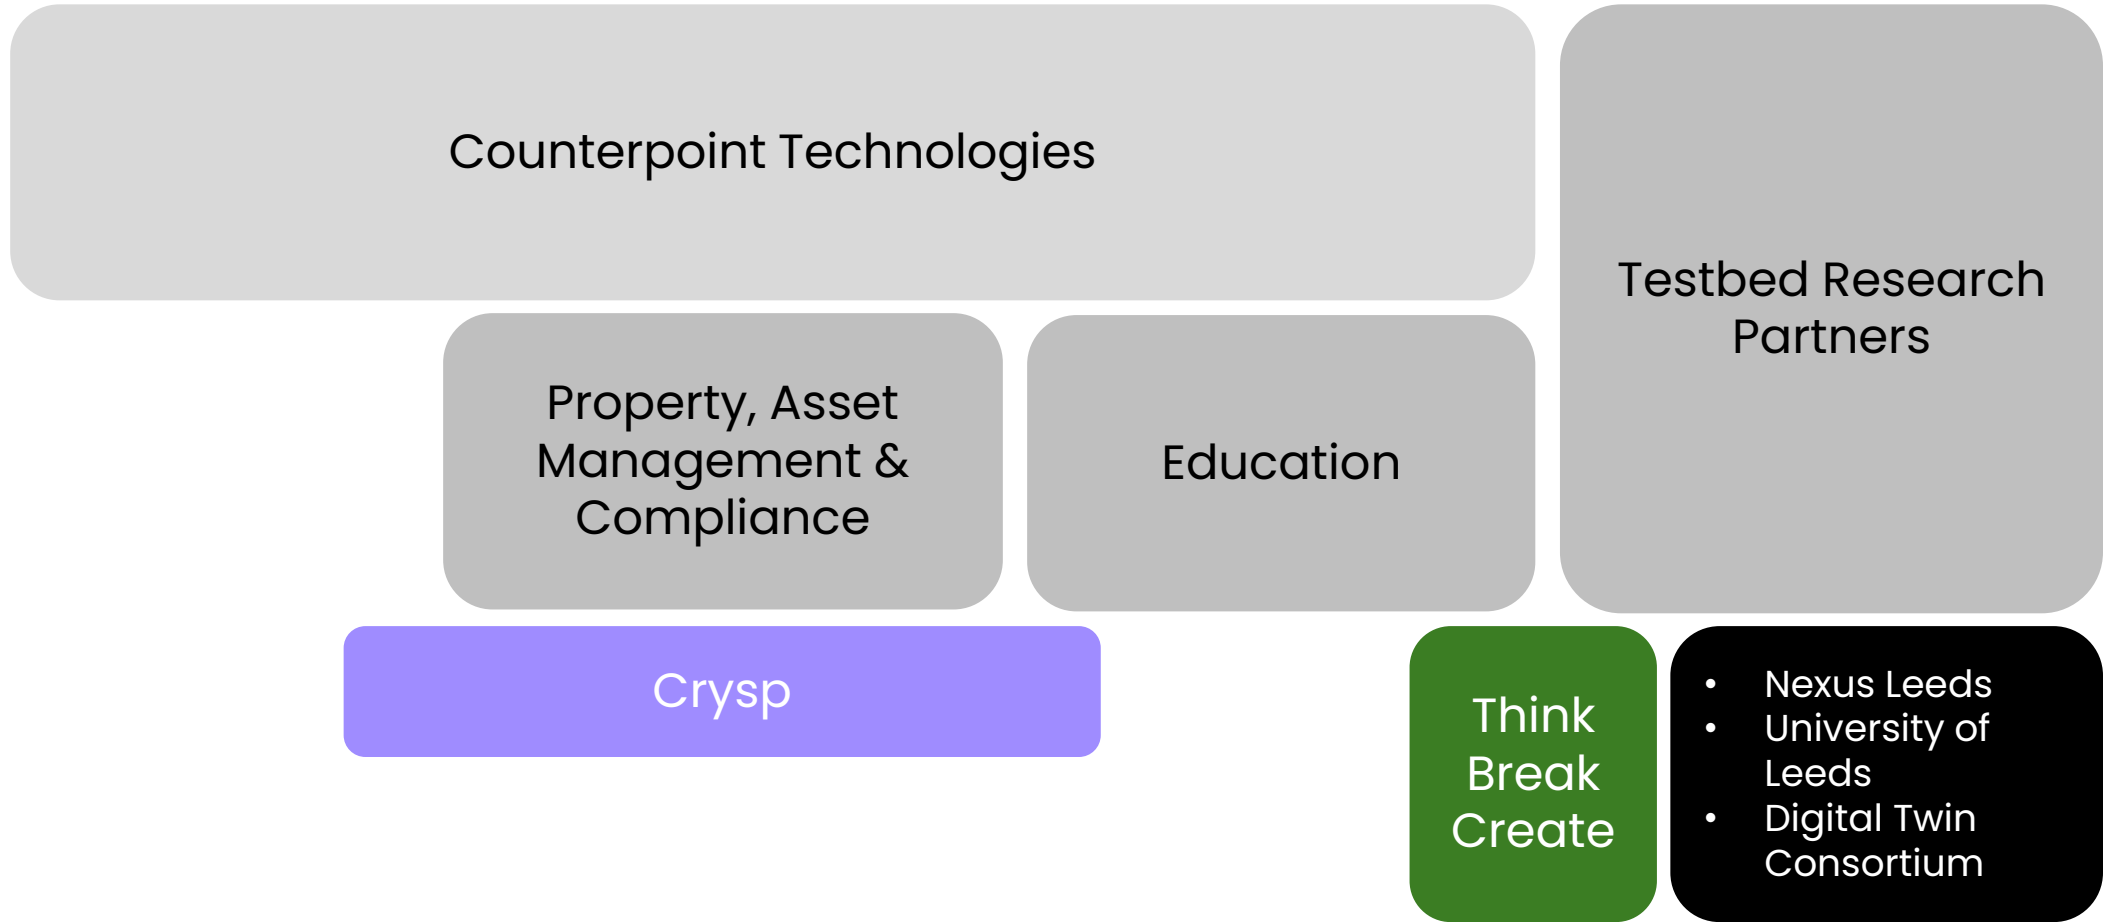 Counterpoint Technologies
Testbed Research
Partners
Property, Asset
Management &
Compliance
Education
Crysp
Think
Break
Create
• Nexus Leeds
• University of
Leeds
• Digital Twin
Consortium